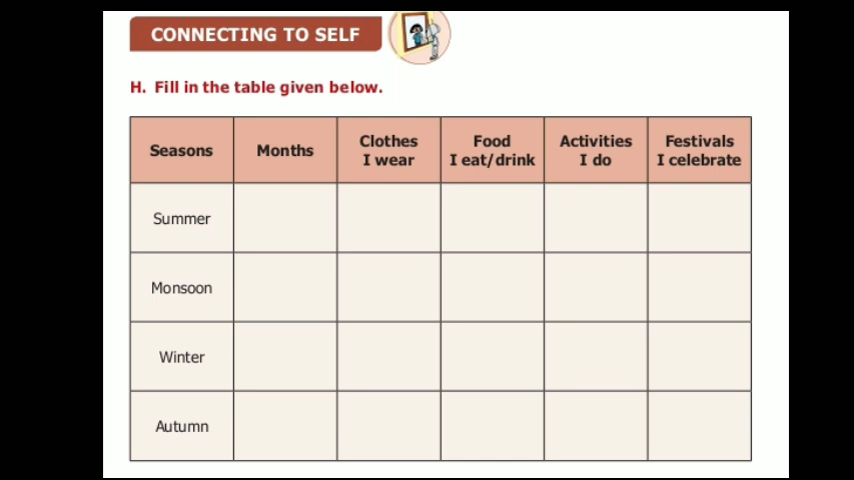 CONNECTING TO SELF
H. Fill in the table given below.
Seasons
Months
Clothes
I wear
Food
I eat/drink
Activities
I do
Festivals
I celebrate
Summer
Monsoon
Winter
Autumn